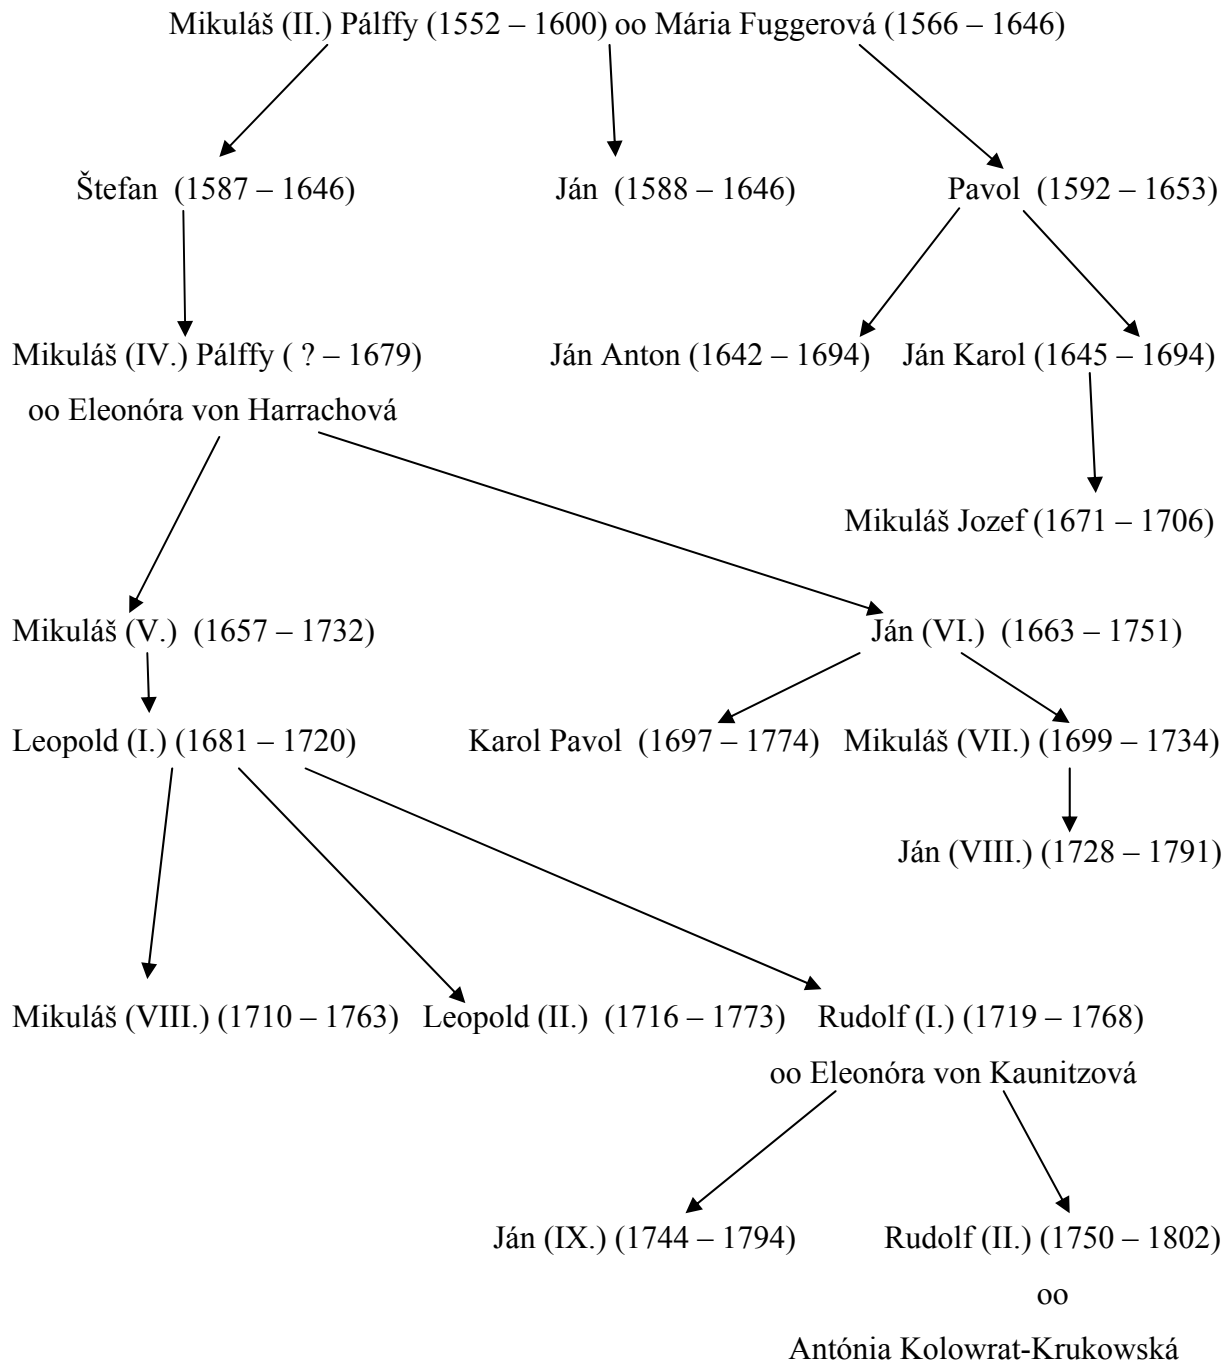 Mikuláš (II.) Pálffy (1552 – 1600) oo Mária Fuggerová (1566 – 1646)
Štefan (1587 – 1646) Ján (1588 – 1646) Pavol (1592 – 1653)
Mikuláš (IV.) Pálffy ( ? – 1679) Ján Anton (1642 – 1694) Ján Karol (1645 – 1694)
oo Eleonóra von Harrachová
Mikuláš Jozef (1671 – 1706)
Mikuláš (V.) (1657 – 1732) Ján (VI.) (1663 – 1751)
Leopold (I.) (1681 – 1720) Karol Pavol (1697 – 1774) Mikuláš (VII.) (1699 – 1734)
Ján (VIII.) (1728 – 1791)
Mikuláš (VIII.) (1710 – 1763) Leopold (II.) (1716 – 1773) Rudolf (I.) (1719 – 1768)
oo Eleonóra von Kaunitzová
Ján (IX.) (1744 – 1794) Rudolf (II.) (1750 – 1802)
oo
Antónia Kolowrat-Krukowská